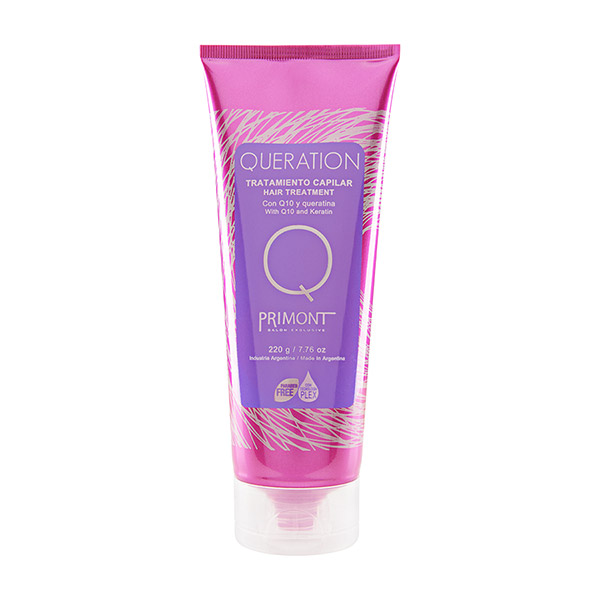 QUERATION
TRATAMIENTO CAPILAR
HAIR TREATMENT
Con Q10 y queratina
With Q10 and Keratin
Q
PRIMONT
SALON EXCLUSIVE
220 g / 7.76 oz
Industria Argentina / Made in Argentina
PARABEN
FREE
PLEX